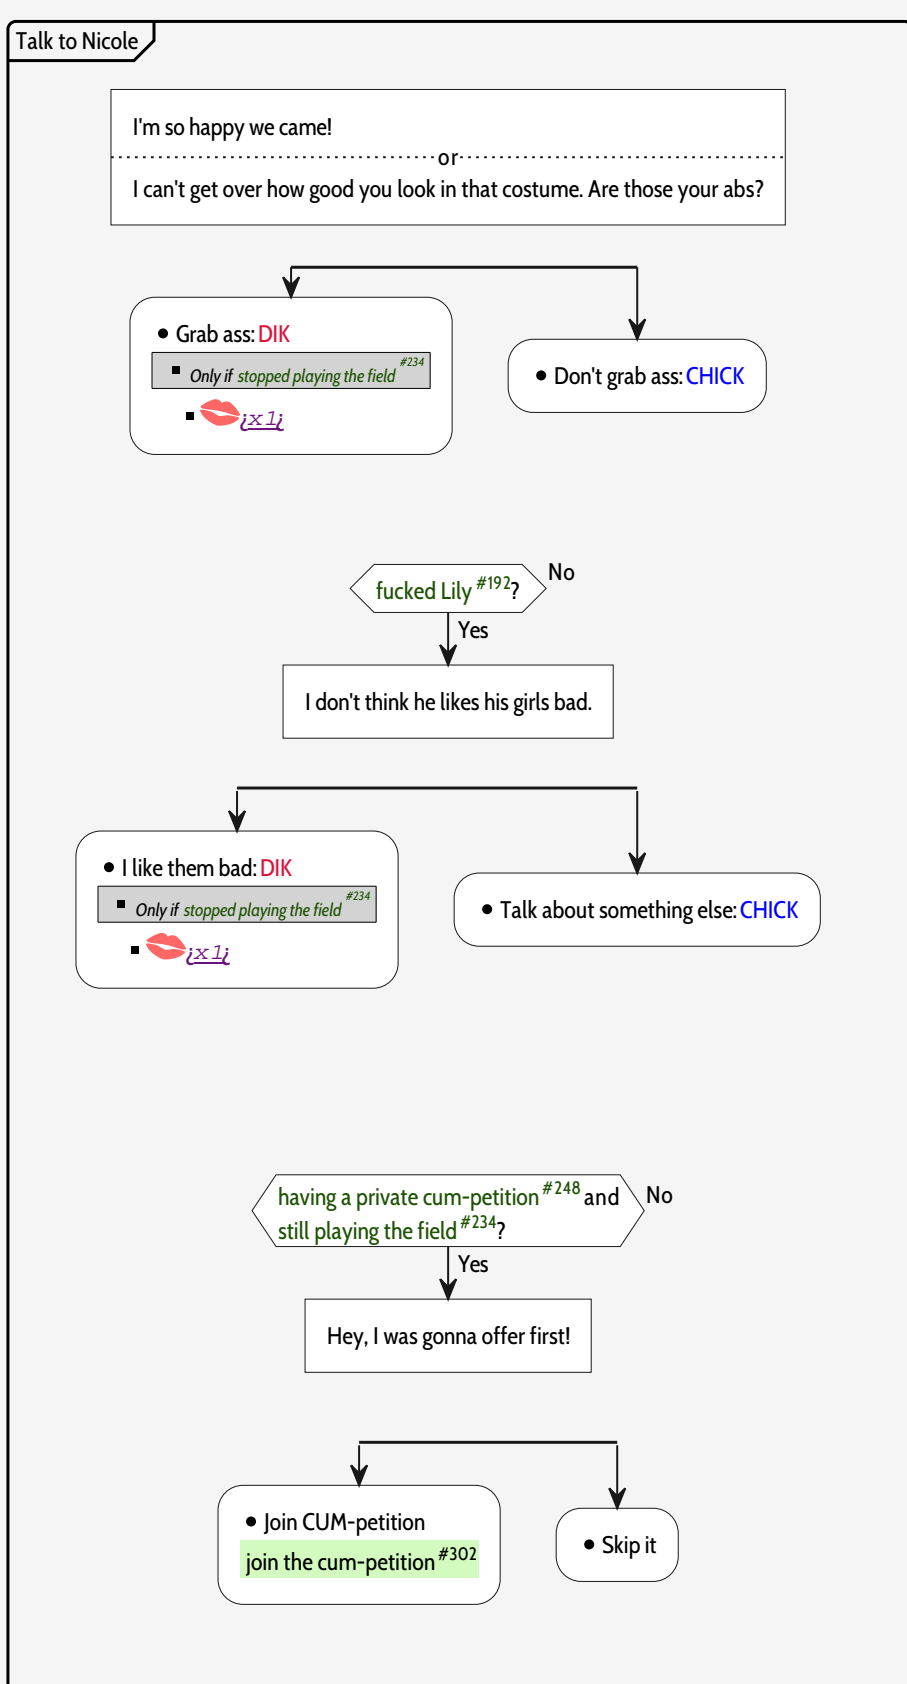 Talk to Nicole
I'm so happy we came!
or
I can't get over how good you look in that costume. Are those your abs?
• Grab ass: DIK
▪ Only if stopped playing the field #234
▪ ¿x1¿
• Don't grab ass: CHICK
fucked Lily #192?
No
Yes
I don't think he likes his girls bad.
• I like them bad: DIK
▪ Only if stopped playing the field #234
▪ ¿x1¿
• Talk about something else: CHICK
having a private cum-petition #248 and
still playing the field #234?
No
Yes
Hey, I was gonna offer first!
• Join CUM-petition
join the cum-petition #302
• Skip it